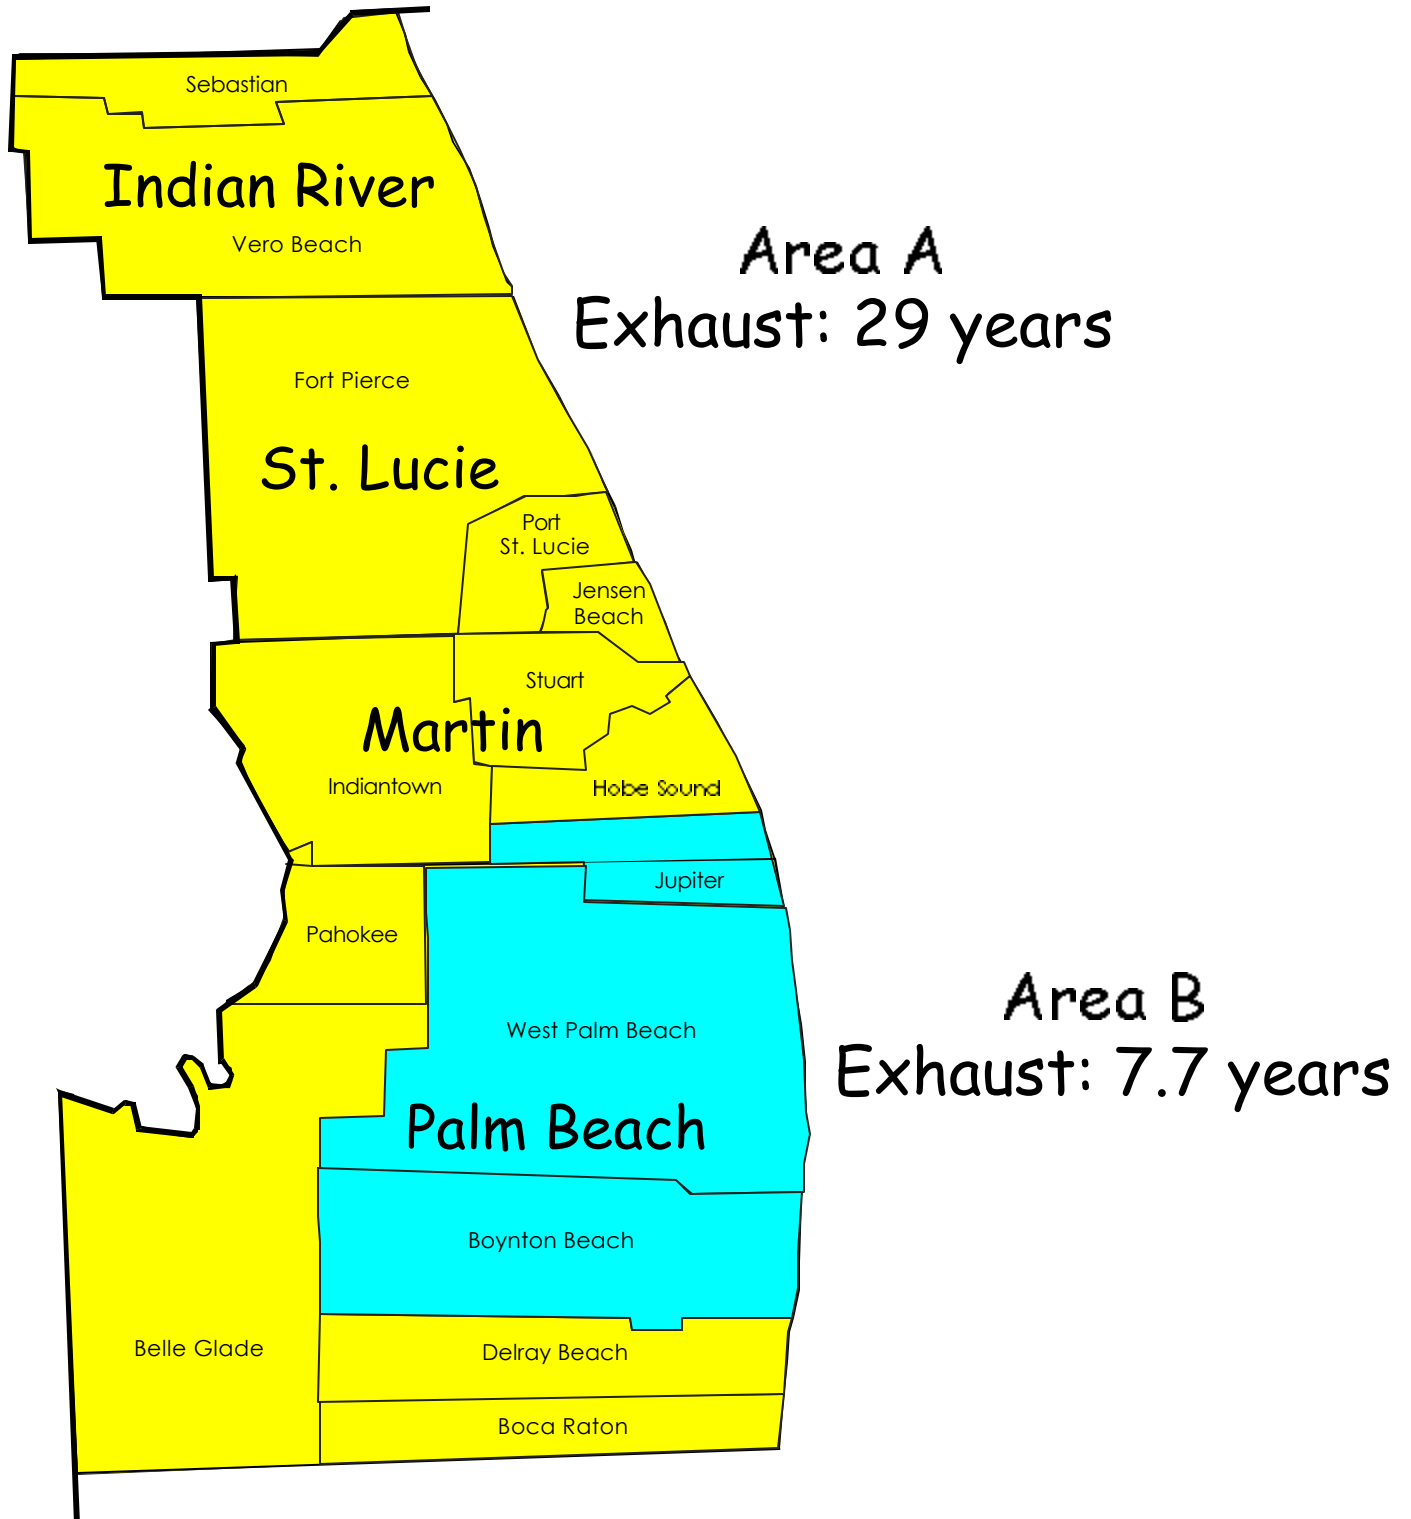 Sebastian
Indian River
Vero Beach
Area A
Exhaust: 29 years
Fort Pierce
St. Lucie
Port
St. Lucie
Jensen
Beach
Stuart
Martin
Indiantown
Hobe Sound
Jupiter
Pahokee
Area B
Exhaust: 7.7 years
West Palm Beach
Palm Beach
Boynton Beach
Belle Glade
Delray Beach
Boca Raton